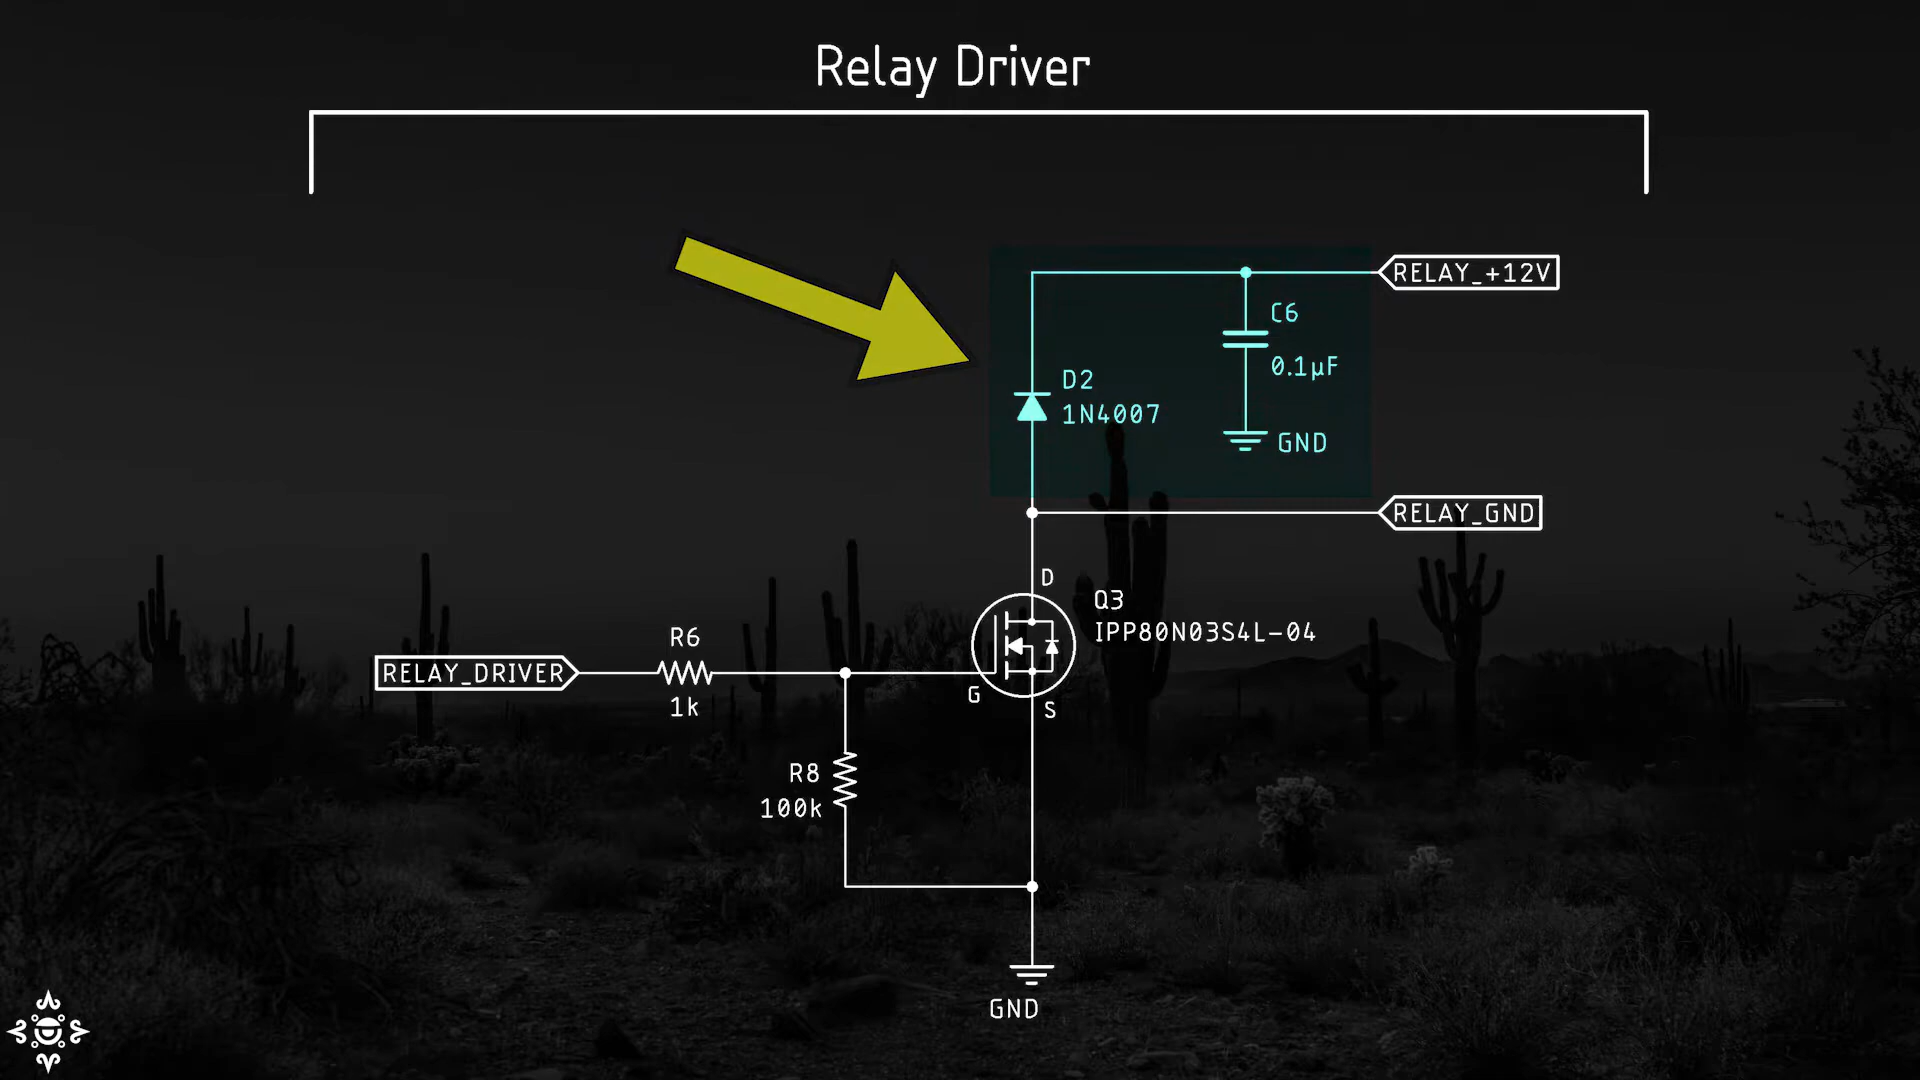 Relay Driver
RELAY_+12V
C6
0.1µF
D2
1N4007
GND
RELAY_GND
D
Q3
IPP80N03S4L-04
R6
RELAY_DRIVER
1k
G
S
R8
100k
GND